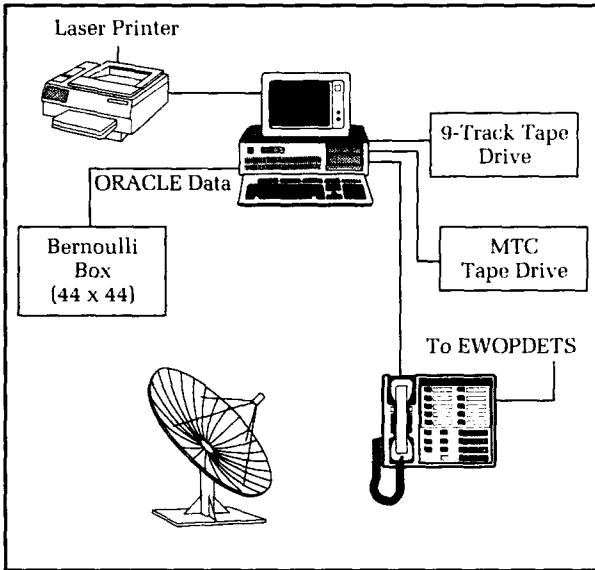 Laser Printer
9-Track Tape
Drive
ORACLE Data
Bernoulli
Box
(44 x 44)
MTC
Tape Drive
To EWOPDETS